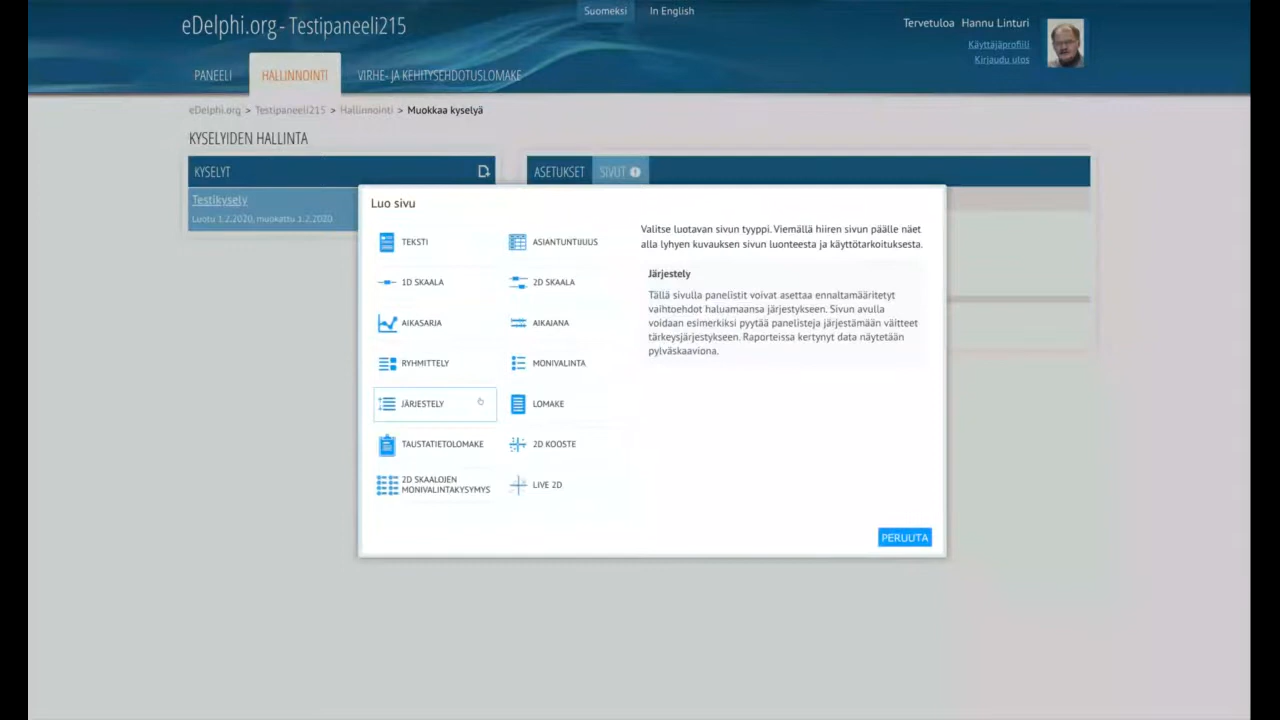 Suomeksi In English
eDelphi.org - Testipaneeli215
Tervetuloa Hannu Linturi
Käyttäjäprofiili
Kirjaudu ulos
PANEELI HALLINNOINTI VIRHE- JA KEHITYSEHDOTUSLOMAKE
eDelphi.org > Testipaneeli215 > Hallinnointi > Muokkaa kyselyä
KYSELYIDEN HALLINTA
KYSELYT
ASETUKSET SIVUT
Testikysely
Luotu 3.2.2020, muokattu 3.2.2020
Luo sivu
TEKSTI
ASIANTUNTIJUUS
1D SKAALA
2D SKAALA
AIKASARJA
AIKAJANA
RYHMITTELY
MONIVALINTA
JÄRJESTELY
LOMAKE
TAUSTATIETOLOMAKE
2D KOOSTE
2D SKAALOJEN
MONIVALINTAKYSYMYS
LIVE 2D
Valitse luotavan sivun tyyppi. Viemällä hiiren sivun päälle näet
alla lyhyen kuvauksen sivun luonteesta ja käyttötarkoituksesta.
Järjestely
Tällä sivulla panelistit voivat asettaa ennaltamääritetyt
vaihtoehdot haluamaansa järjestykseen. Sivun avulla
voidaan esimerkiksi pyytää panelisteja järjestämään väitteet
tärkeysjärjestykseen. Raporteissa kertynyt data näytetään
pylväskaaviona.
PERUUTA